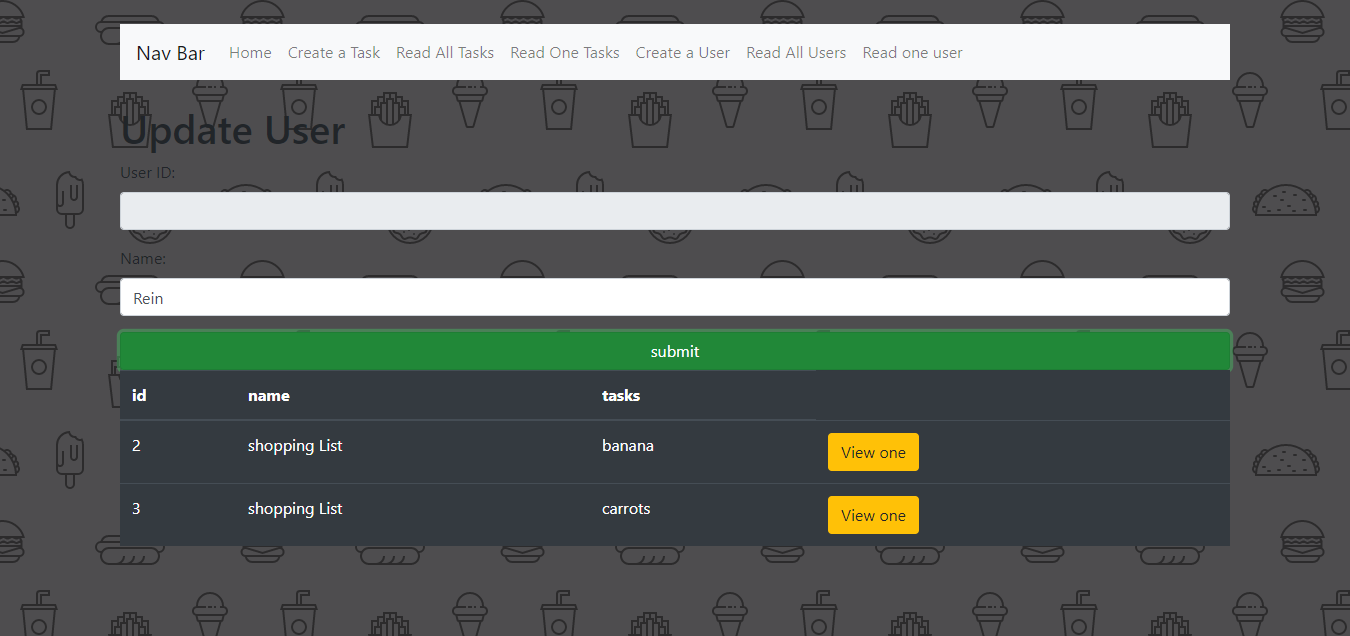 Nav Bar Home Create a Task Read All Tasks Read One Tasks Create a User Read All Users Read one user
Update User
User ID:
Name:
Rein
submit
id name tasks
2 shopping List banana View one
3 shopping List carrots View one